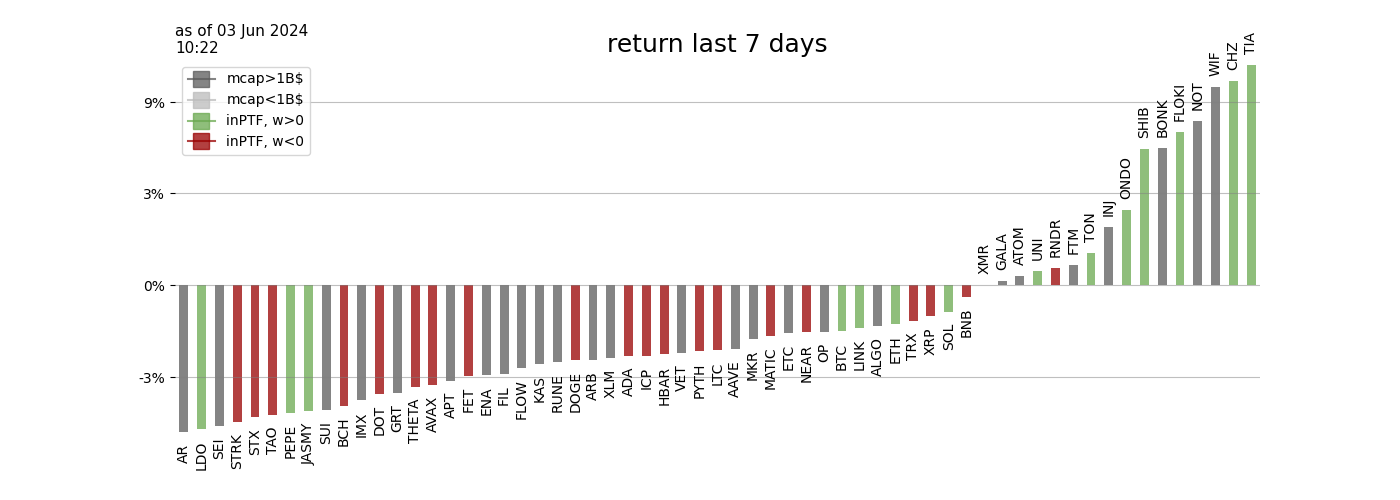 as of 03 Jun 2024
10:22
return last 7 days
mcap>1B$
mcap<1B$
inPTF, w>0
inPTF, w<0
9%
3%
0%
-3%
AR
LDO
SEI
STRK
STX
TAO
PEPE
JASMY
SUI
BCH
IMX
DOT
GRT
THETA
AVAX
APT
FET
ENA
FIL
FLOW
KAS
RUNE
DOGE
ARB
XLM
ADA
ICP
HBAR
VET
PYTH
LTC
AAVE
MKR
MATIC
ETC
NEAR
OP
BTC
LINK
ALGO
ETH
TRX
XRP
SOL
BNB
XMR
GALA
ATOM
UNI
RNDR
FTM
TON
INJ
ONDO
SHIB
BONK
FLOKI
NOT
WIF
CHZ
TIA